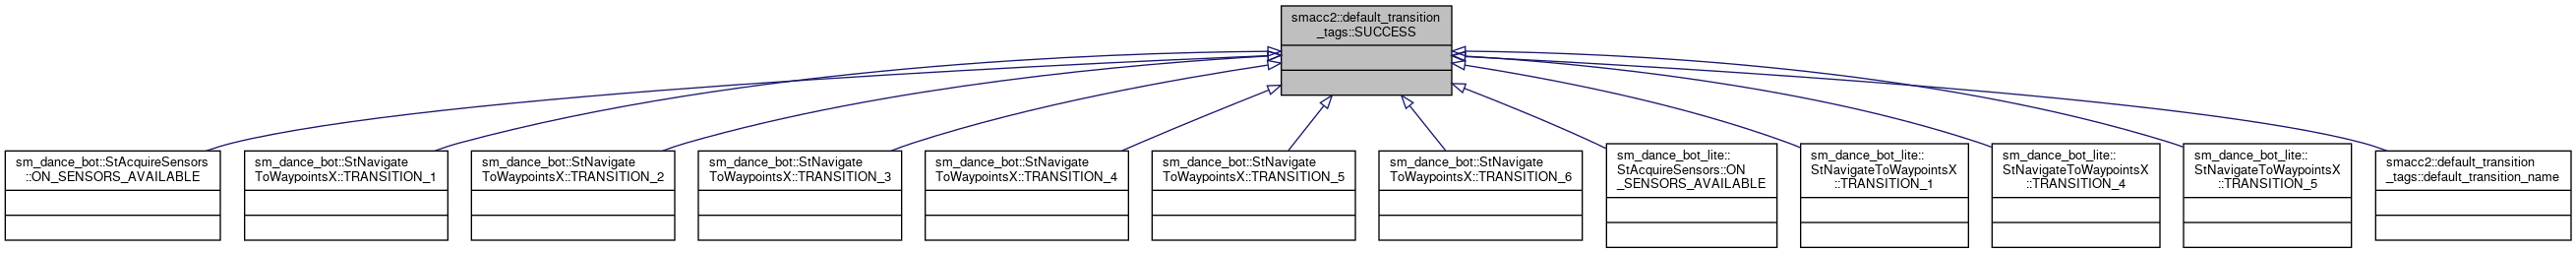 smacc2::default_transition
_tags::SUCCESS
sm_dance_bot::StAcquireSensors
::ON_SENSORS_AVAILABLE
sm_dance_bot::StNavigate
ToWaypointsX::TRANSITION_1
sm_dance_bot::StNavigate
ToWaypointsX::TRANSITION_2
sm_dance_bot::StNavigate
ToWaypointsX::TRANSITION_3
sm_dance_bot::StNavigate
ToWaypointsX::TRANSITION_4
sm_dance_bot::StNavigate
ToWaypointsX::TRANSITION_5
sm_dance_bot::StNavigate
ToWaypointsX::TRANSITION_6
sm_dance_bot_lite::
StAcquireSensors::ON
_SENSORS_AVAILABLE
sm_dance_bot_lite::
StNavigateToWaypointsX
::TRANSITION_1
sm_dance_bot_lite::
StNavigateToWaypointsX
::TRANSITION_4
sm_dance_bot_lite::
StNavigateToWaypointsX
::TRANSITION_5
smacc2::default_transition
_tags::default_transition_name